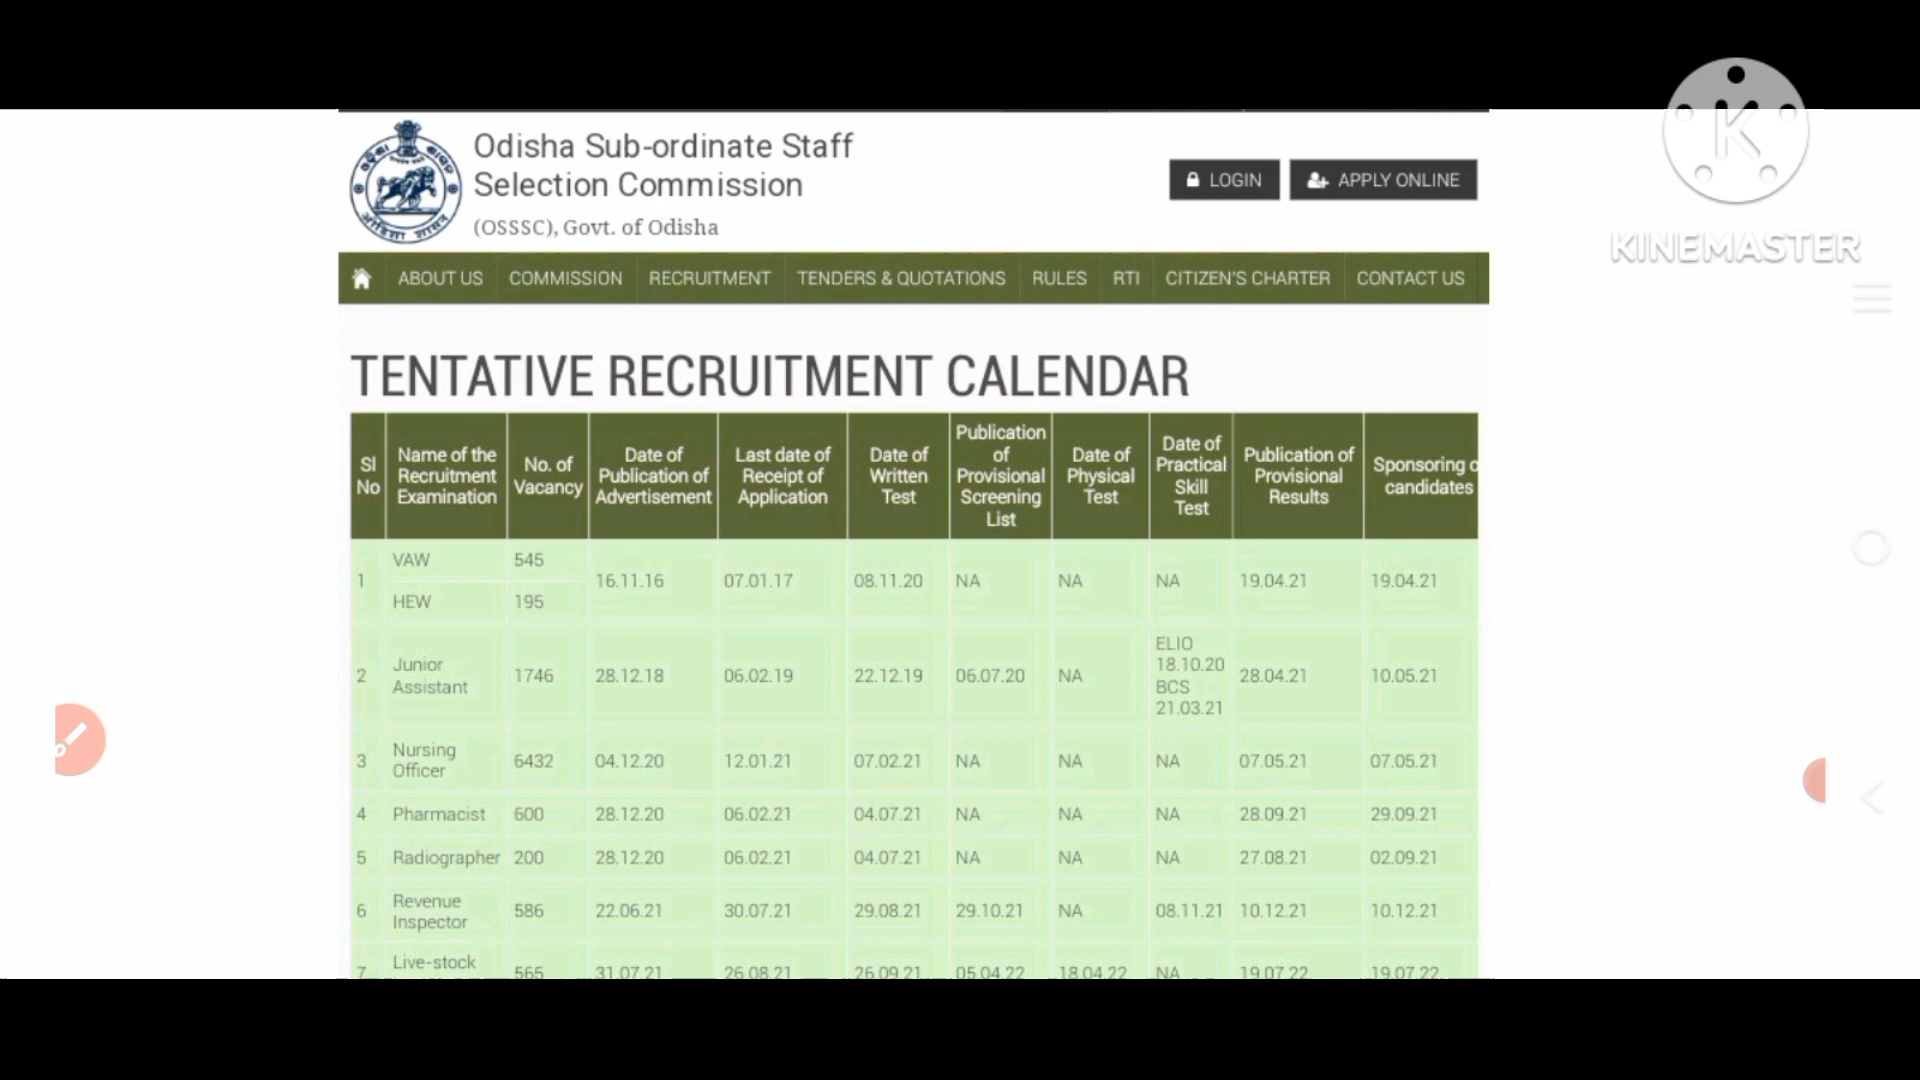 Odisha Sub-ordinate Staff
Selection Commission
(OSSSC), Govt. of Odisha
LOGIN
APPLY ONLINE
K
KINEMASTER
ABOUT US COMMISSION RECRUITMENT TENDERS & QUOTATIONS RULES RTI CITIZEN'S CHARTER CONTACT US
TENTATIVE RECRUITMENT CALENDAR
Sl No | Name of the Recruitment Examination | No. of Vacancy | Date of Publication of Advertisement | Last date of Receipt of Application | Date of Written Test | Publication of Provisional Screening List | Date of Physical Test | Date of Practical Skill Test | Publication of Provisional Results | Sponsoring candidates
1 VAW 545 16.11.16 07.01.17 08.11.20 NA NA NA 19.04.21 19.04.21
HEW 195
2 Junior Assistant 1746 28.12.18 06.02.19 22.12.19 06.07.20 NA ELIO 18.10.20 BCS 21.03.21 28.04.21 10.05.21
3 Nursing Officer 6432 04.12.20 12.01.21 07.02.21 NA NA NA 07.05.21 07.05.21
4 Pharmacist 600 28.12.20 06.02.21 04.07.21 NA NA NA 28.09.21 29.09.21
5 Radiographer 200 28.12.20 06.02.21 04.07.21 NA NA NA 27.08.21 02.09.21
6 Revenue Inspector 586 22.06.21 30.07.21 29.08.21 29.10.21 NA 08.11.21 10.12.21 10.12.21
7 Live-stock 565 31.07.21 26.08.21 26.09.21 05.04.22 18.04.22 NA 19.07.22 19.07.22